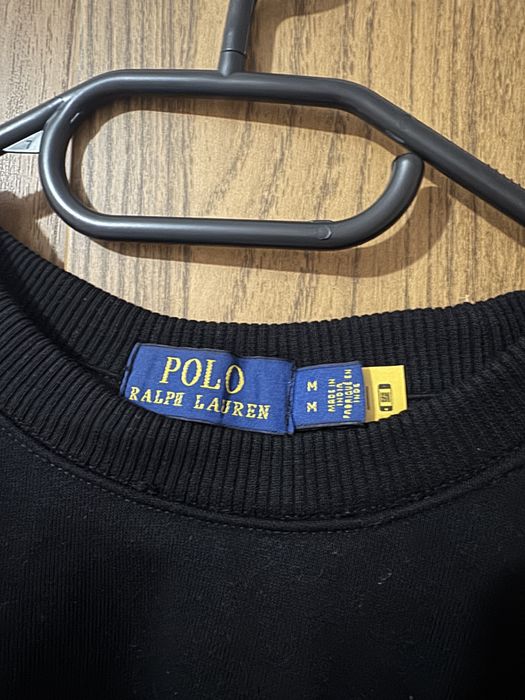 POLO
RALPH LAUREN
M
M
MADE IN
INDIA
FABRIQUÉ EN
INDE